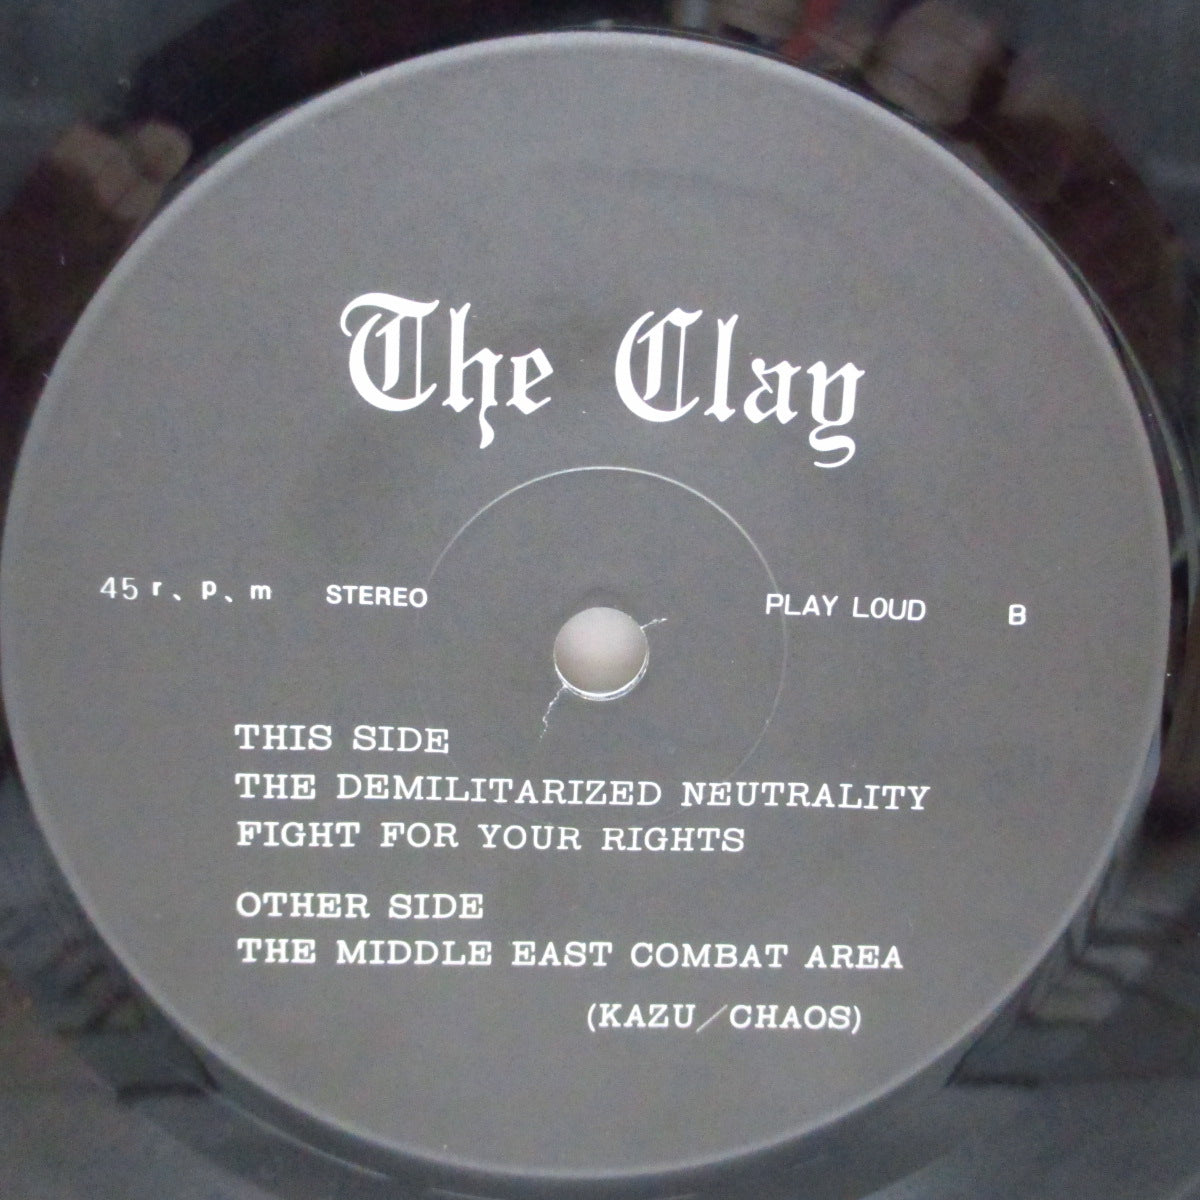 The Clay
45 r、p、m STEREO PLAY LOUD B
THIS SIDE
THE DEMILITARIZED NEUTRALITY
FIGHT FOR YOUR RIGHTS
OTHER SIDE
THE MIDDLE EAST COMBAT AREA
(KAZU／CHAOS)